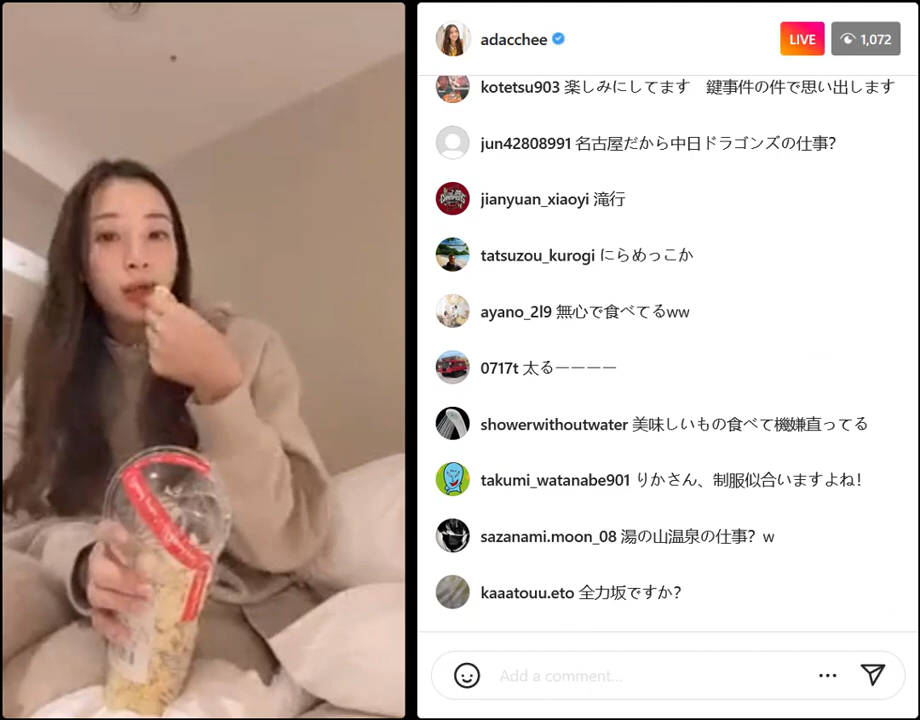 adacchee
LIVE
1,072
kotetsu903 楽しみにしてます　鍵事件の件で思い出します
jun42808991 名古屋だから中日ドラゴンズの仕事?
jianyuan_xiaoyi 滝行
tatsuzou_kurogi にらめっこか
ayano_2l9 無心で食べてるww
0717t 太るーーーー
showerwithoutwater 美味しいもの食べて機嫌直ってる
takumi_watanabe901 りかさん、制服似合いますよね!
sazanami.moon_08 湯の山温泉の仕事? w
kaaatouu.eto 全力坂ですか?
Add a comment...